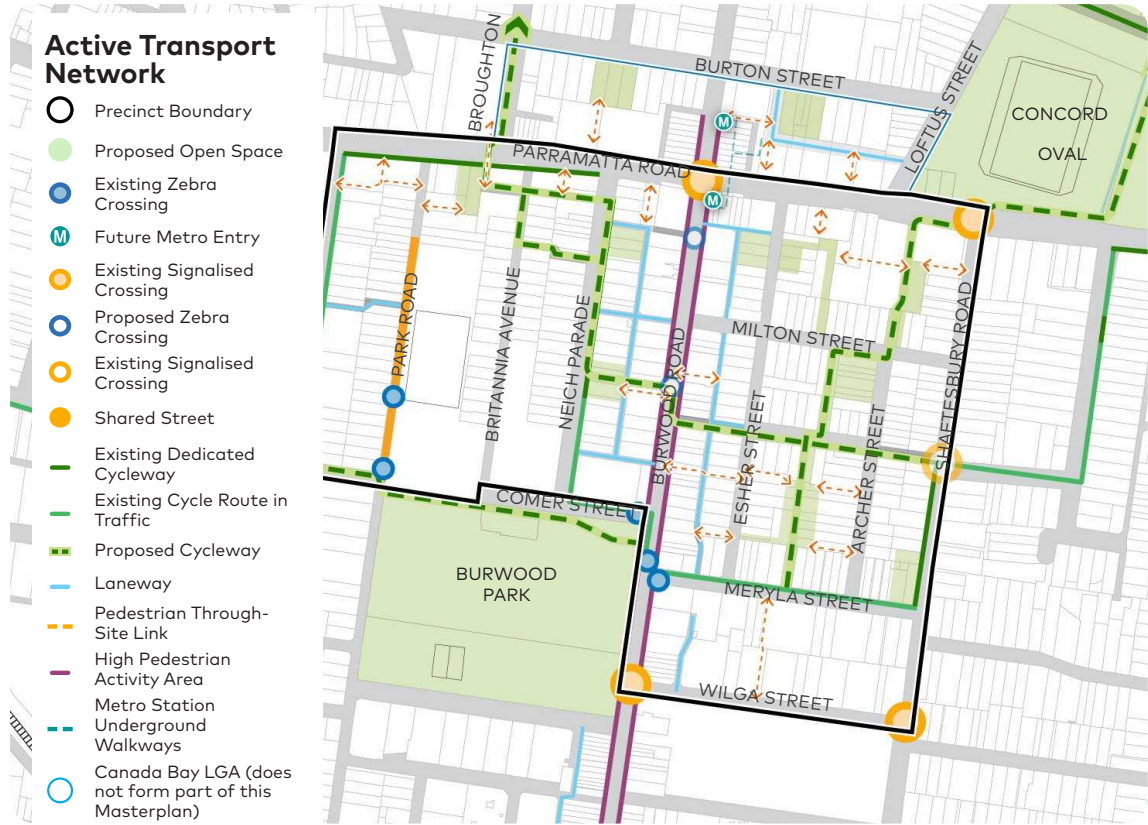 Active Transport
Network
Precinct Boundary
Proposed Open Space
Existing Zebra
Crossing
M
Future Metro Entry
Existing Signalised
Crossing
Proposed Zebra
Crossing
Existing Signalised
Crossing
Shared Street
Existing Dedicated
Cycleway
Existing Cycle Route in
Traffic
Proposed Cycleway
Laneway
Pedestrian Through-
Site Link
High Pedestrian
Activity Area
Metro Station
Underground
Walkways
Canada Bay LGA (does
not form part of this
Masterplan)
BROUGHTON
BURTON STREET
LOFTUS STREET
CONCORD
OVAL
M
PARRAMATTA ROAD
M
PARK ROAD
BRITANNIA AVENUE
NEICH PARADE
BURWOOD ROAD
MILTON STREET
ESHER STREET
ARCHER STREET
SHAFTESBURY ROAD
COMER STREET
BURWOOD
PARK
MERYLA STREET
WILGA STREET